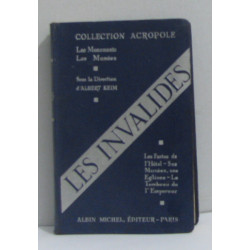 COLLECTION ACROPOLE
Les Monuments
Les Musées
Sous la Direction
d'ALBERT KEIM
LES INVALIDES
Les Fastes de
l'Hôtel - Ses
Musées, ses
Eglises - Le
Tombeau de
l'Empereur
ALBIN MICHEL, ÉDITEUR - PARIS